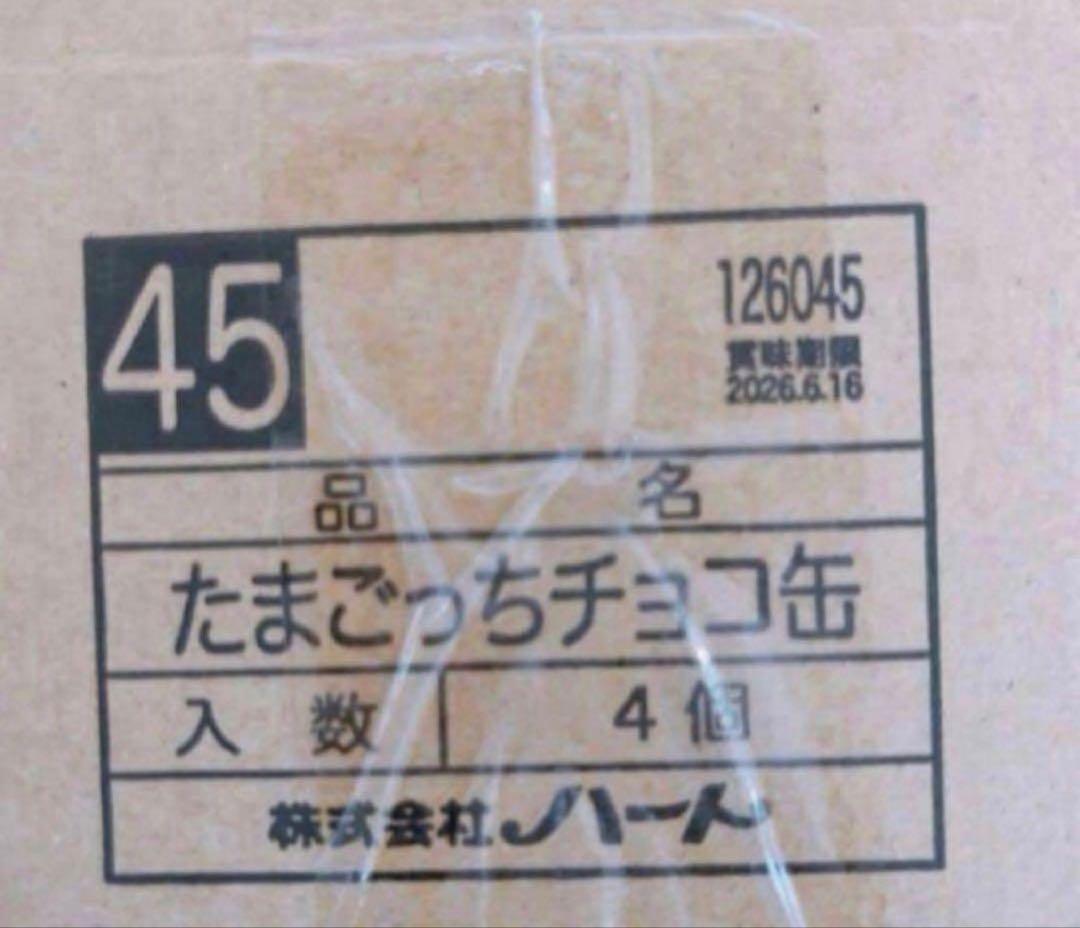 45
126045
賞味期限
2026.6.16
品名
たまごっちチョコ缶
入数 4個
株式会社ハート